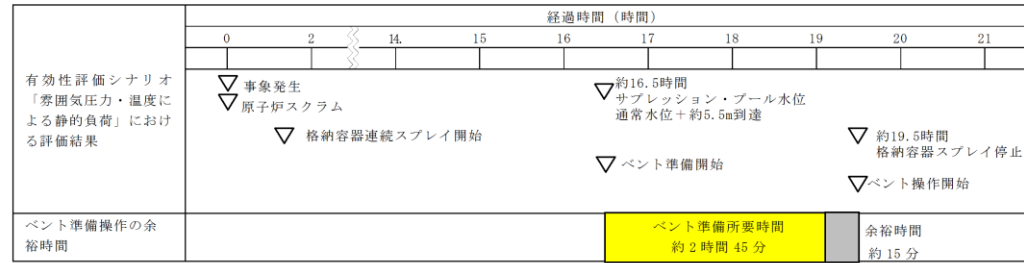 経過時間（時間）
0 2 14. 15 16 17 18 19 20 21
有効性評価シナリオ
「雰囲気圧力・温度に
よる静的負荷」におけ
る評価結果
▽事象発生
▽原子炉スクラム
▽格納容器連続スプレイ開始
▽約16.5時間
サプレッション・プール水位
通常水位＋約5.5m到達
▽ベント準備開始
▽約19.5時間
格納容器スプレイ停止
▽ベント操作開始
ベント準備操作の余
裕時間
ベント準備所要時間
約２時間 45 分
余裕時間
約 15 分